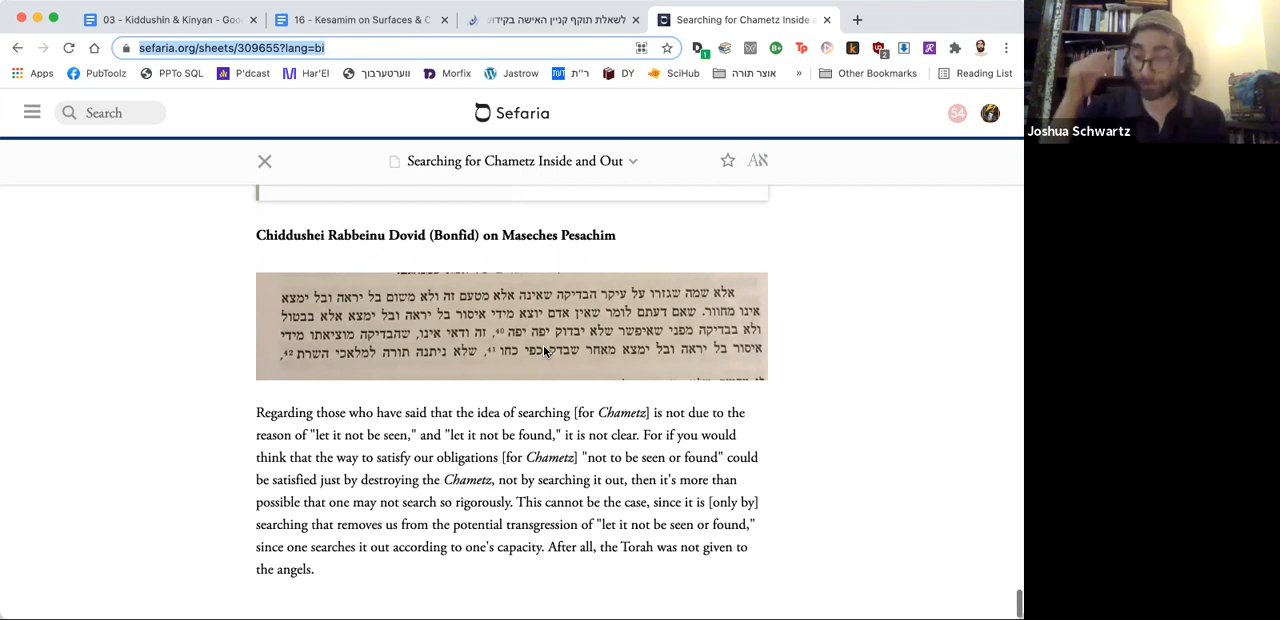 03 - Kiddushin & Kinyan - Goo
16 - Kesamim on Surfaces & C
לשאלת תוקף קניין האישה בקידוש
Searching for Chametz Inside a
sefaria.org/sheets/309655?lang=bi
Apps PubToolz PPTo SQL P'dcast Har'El ווערטערבוך Morfix Jastrow ר״ת DY SciHub אוצר תורה » Other Bookmarks Reading List
Search
Sefaria
54
Searching for Chametz Inside and Out
Joshua Schwartz
Chiddushei Rabbeinu Dovid (Bonfid) on Maseches Pesachim
אלא שמה שגזרו על עיקר הבדיקה שאינה אלא מטעם זה ולא משום בל יראה ובל ימצא
אינו מחוור. שאם דעתם לומר שאין אדם יוצא מידי איסור בל יראה ובל ימצא אלא בבטול
ולא בבדיקה מפני שאיפשר שלא יבדוק יפה יפה 40, זה ודאי אינו, שהבדיקה מוציאתו מידי
איסור בל יראה ובל ימצא מאחר שבדק כפי כחו 41, שלא ניתנה תורה למלאכי השרת 42,
Regarding those who have said that the idea of searching [for Chametz] is not due to the
reason of "let it not be seen," and "let it not be found," it is not clear. For if you would
think that the way to satisfy our obligations [for Chametz] "not to be seen or found" could
be satisfied just by destroying the Chametz, not by searching it out, then it's more than
possible that one may not search so rigorously. This cannot be the case, since it is [only by]
searching that removes us from the potential transgression of "let it not be seen or found,"
since one searches it out according to one's capacity. After all, the Torah was not given to
the angels.